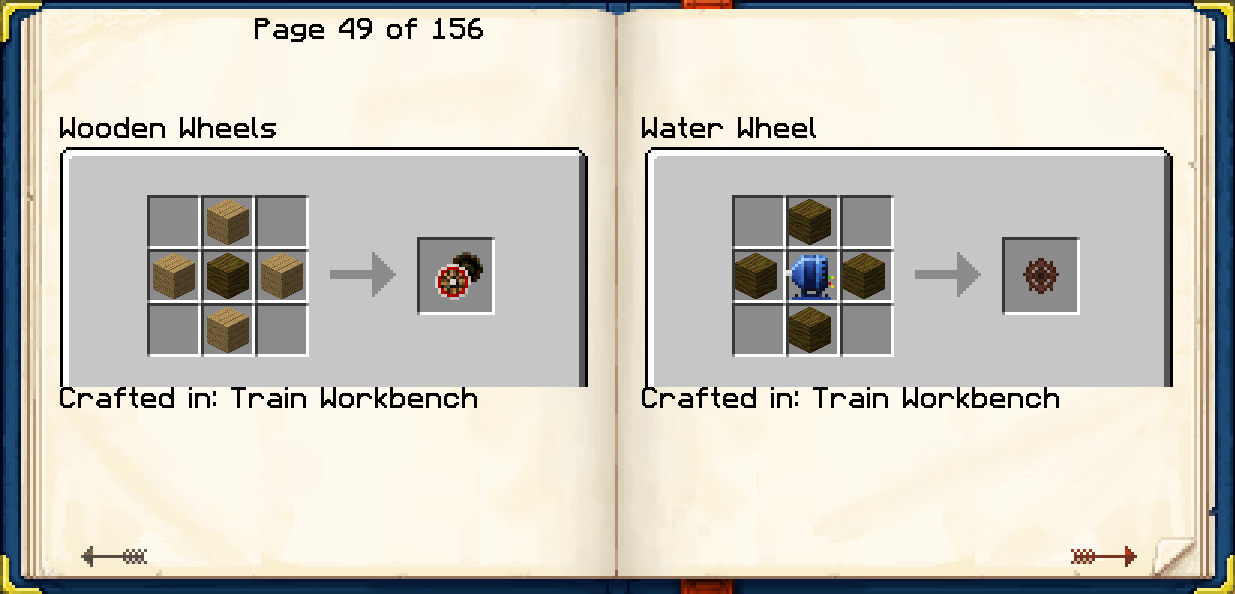 Page 49 of 156
Wooden Wheels
Crafted in: Train Workbench
Water Wheel
Crafted in: Train Workbench